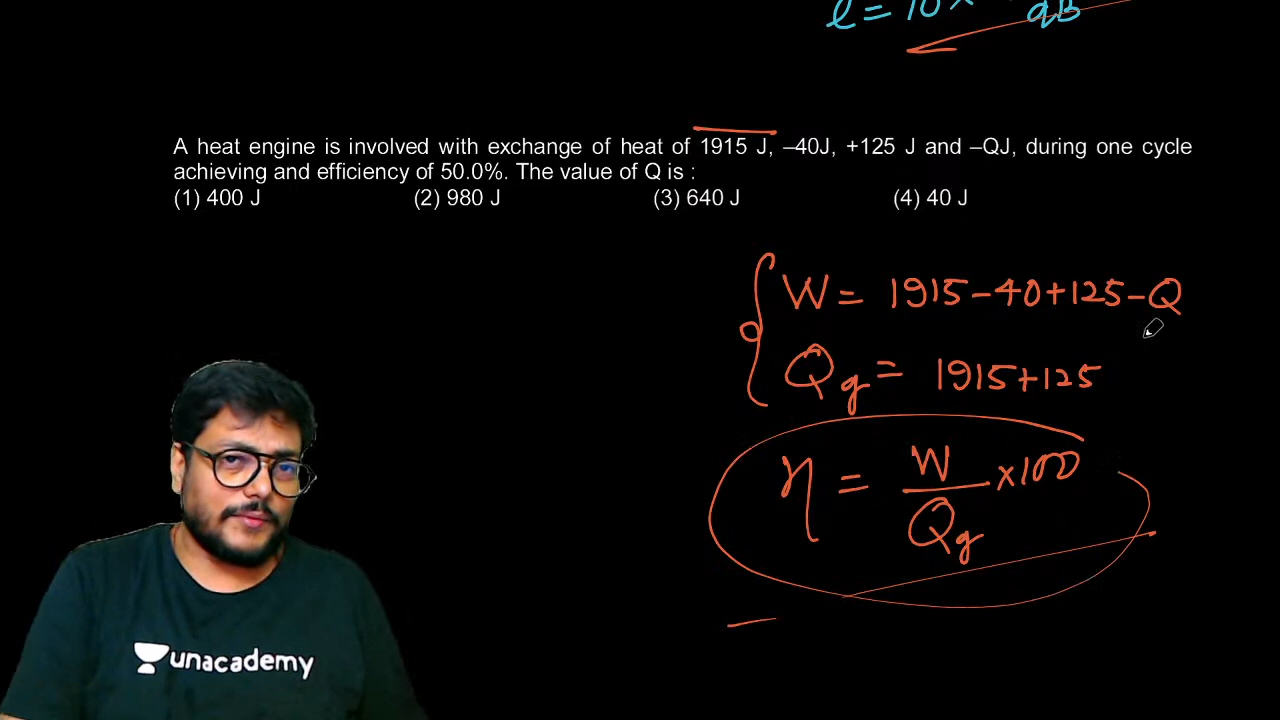 l = 10x
qB
A heat engine is involved with exchange of heat of 1915 J, –40J, +125 J and –QJ, during one cycle
achieving and efficiency of 50.0%. The value of Q is :
(1) 400 J (2) 980 J (3) 640 J (4) 40 J
W = 1915-40+125-Q
Qg = 1915+125
η = W/Qg ×100
unacademy